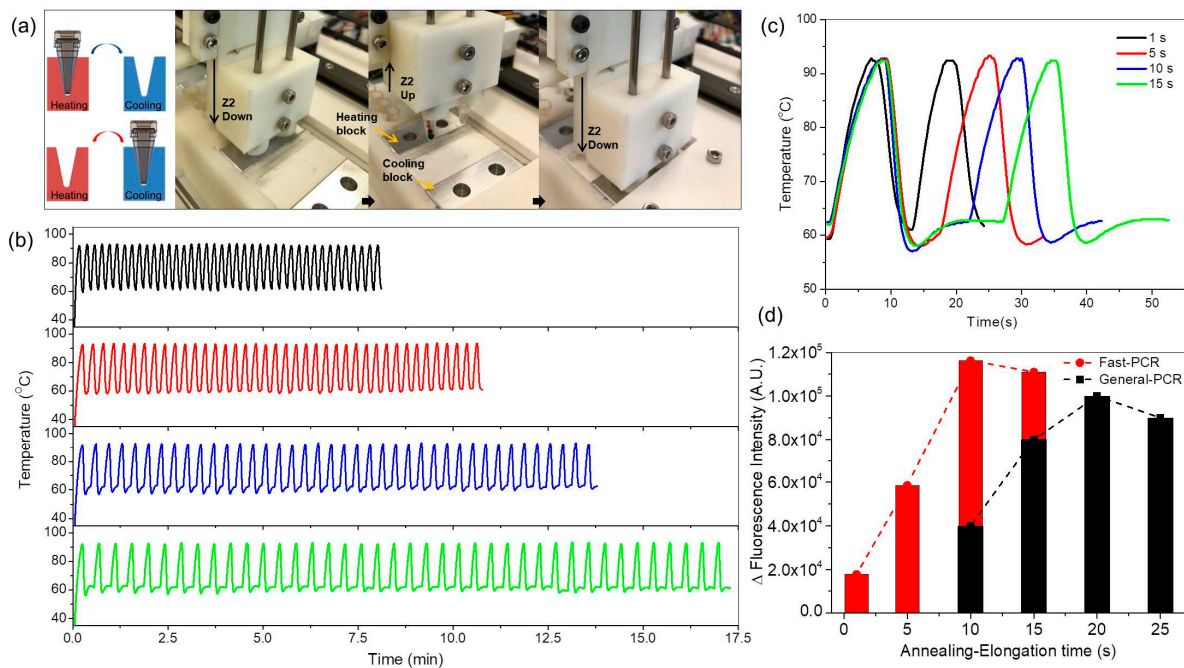 (a)
Heating
Cooling
Heating
Cooling
Z2
Down
Z2
Up
Heating
block
Cooling
block
Z2
Down
(b)
100
80
60
40
100
80
60
40
100
80
60
40
100
80
60
40
Temperature (°C)
0.0 2.5 5.0 7.5 10.0 12.5 15.0 17.5
Time (min)
(c)
1 s
5 s
10 s
15 s
Temperature (°C)
90
80
70
60
50
0 10 20 30 40 50
Time(s)
(d)
Fast-PCR
General-PCR
Δ Fluorescence Intensity (A.U.)
1.2x10⁵
1.0x10⁵
8.0x10⁴
6.0x10⁴
4.0x10⁴
2.0x10⁴
0.0
0 5 10 15 20 25
Annealing-Elongation time (s)